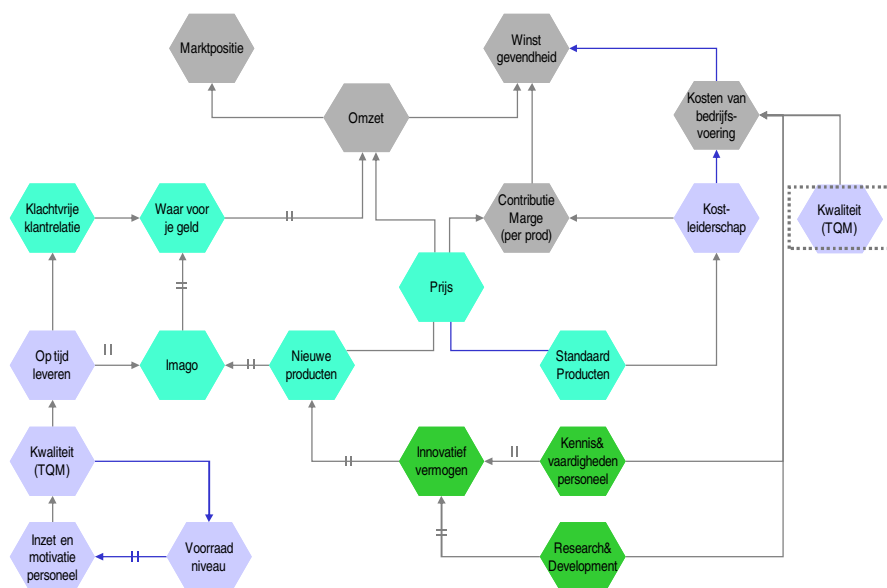 Marktpositie
Winst
gevendheid
Omzet
Kosten van
bedrijfs-
voering
Klachtvrije
klantrelatie
Waar voor
je geld
Contributie
Marge
(per prod)
Kost-
leiderschap
Kwaliteit
(TQM)
Prijs
Op tijd
leveren
Imago
Nieuwe
producten
Standaard
Producten
Kwaliteit
(TQM)
Innovatief
vermogen
Kennis&
vaardigheden
personeel
Inzet en
motivatie
personeel
Voorraad
niveau
Research&
Development